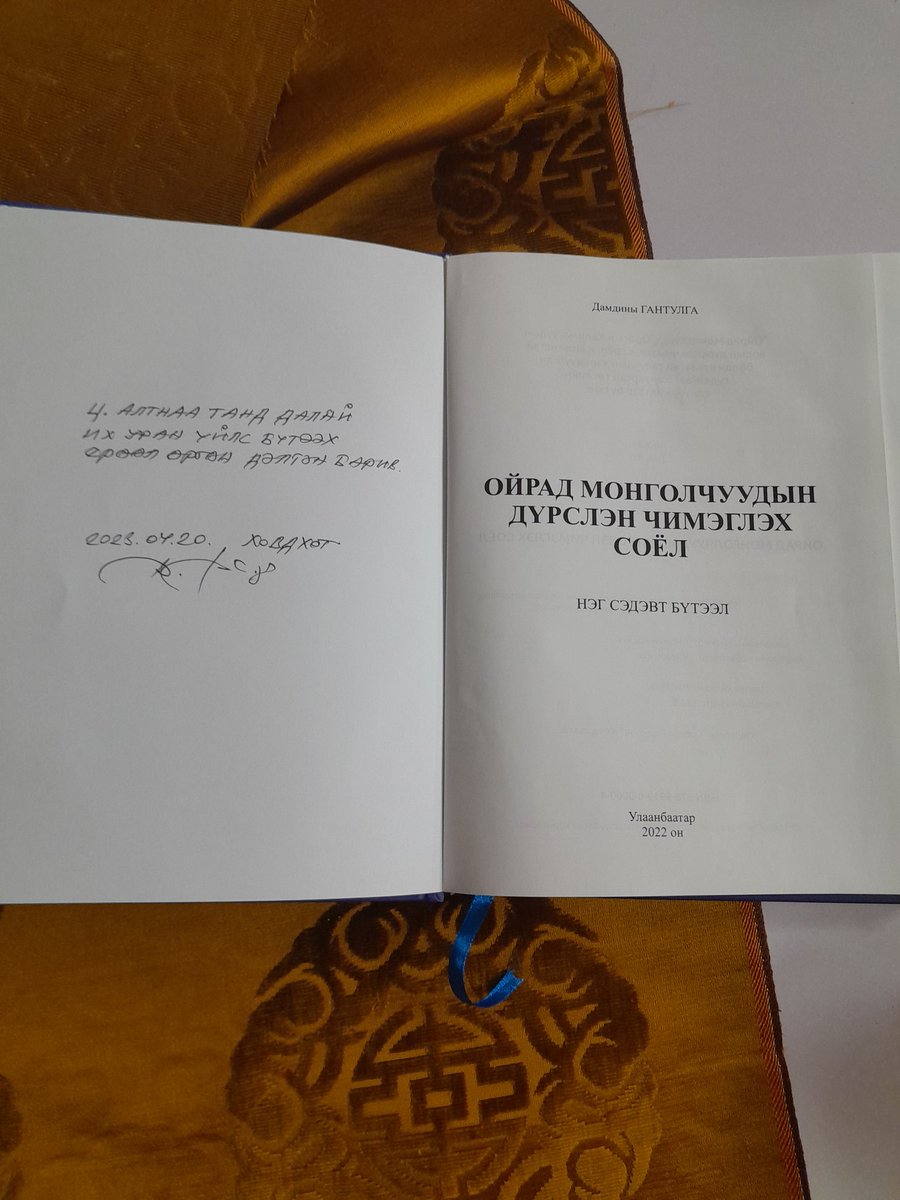 Ц. АЛТНАА ТАНД ДАЛАЙ
ИХ УРАН ҮЙЛС БҮТЭЭХ
ЕРӨӨЛ ӨРГӨН ДЭЛГЭН БАРИВ.
2023.04.20. ХОВД ХОТ
Дамдины ГАНТУЛГА
ОЙРАД МОНГОЛЧУУДЫН
ДҮРСЛЭН ЧИМЭГЛЭХ
СОЁЛ
НЭГ СЭДЭВТ БҮТЭЭЛ
Улаанбаатар
2022 он